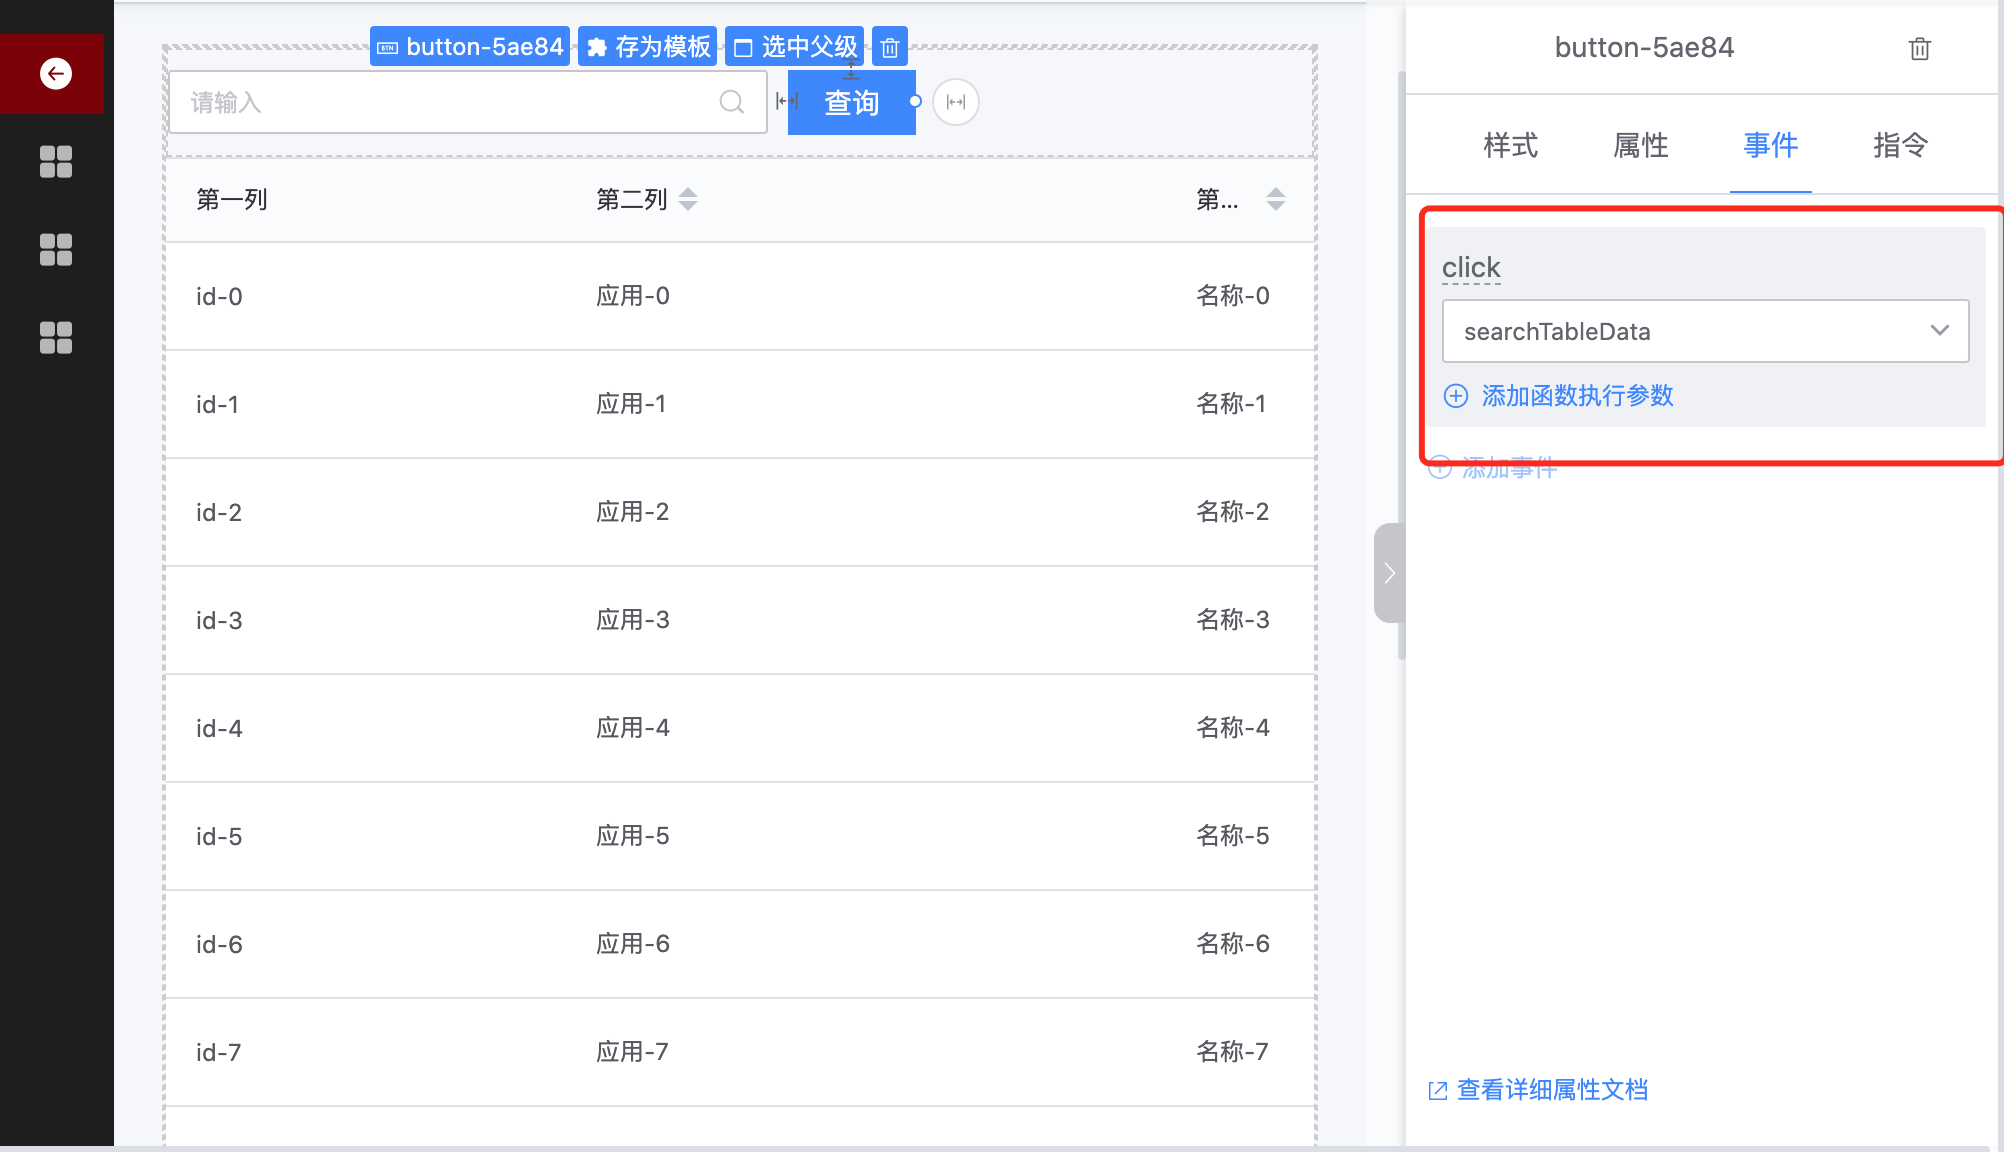 button-5ae84 存为模板 选中父级
请输入 查询
第一列 第二列 第...
id-0 应用-0 名称-0
id-1 应用-1 名称-1
id-2 应用-2 名称-2
id-3 应用-3 名称-3
id-4 应用-4 名称-4
id-5 应用-5 名称-5
id-6 应用-6 名称-6
id-7 应用-7 名称-7
button-5ae84
样式 属性 事件 指令
click
searchTableData
添加函数执行参数
添加事件
查看详细属性文档